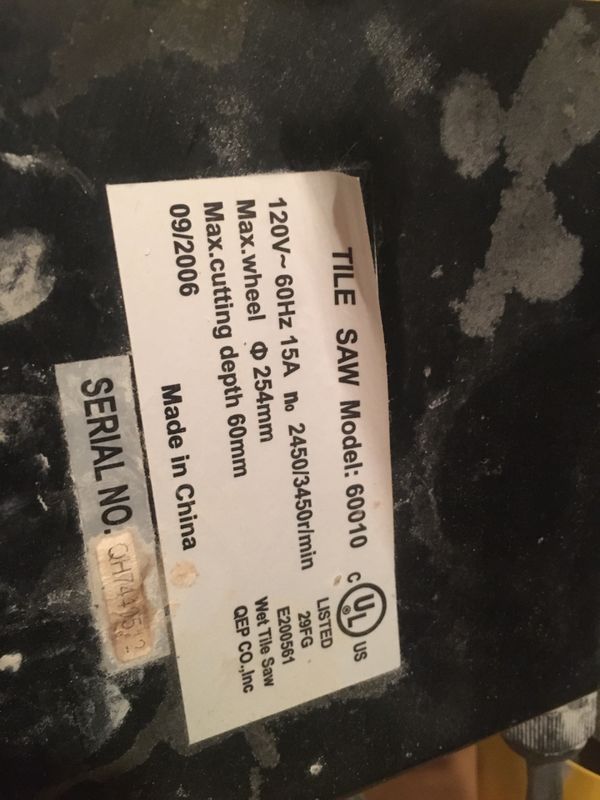 TILE SAW Model: 60010
120V~ 60Hz 15A n₀ 2450/3450r/min
Max.wheel Φ 254mm
Max.cutting depth 60mm
09/2006 Made in China
C UL ® US
LISTED
29FG
E200561
Wet Tile Saw
QEP CO.,Inc
SERIAL NO.